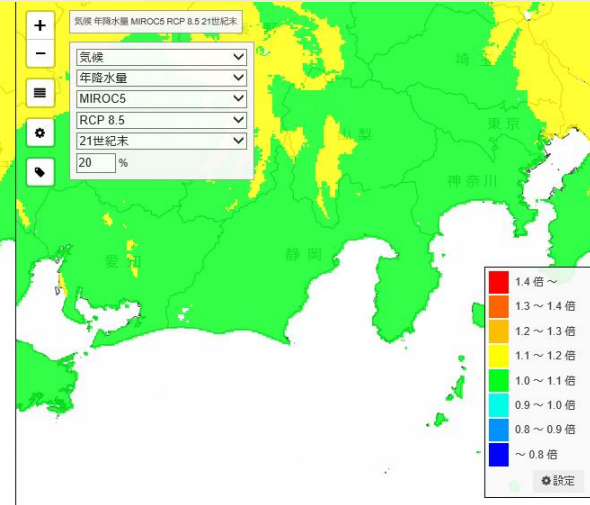 +
気候 年降水量 MIROC5 RCP 8.5 21世紀末
−
気候
年降水量
MIROC5
RCP 8.5
21世紀末
20 %
野
埼玉
梨
東京
神奈川
静岡
愛知
1.4 倍 ～
1.3 ～ 1.4 倍
1.2 ～ 1.3 倍
1.1 ～ 1.2 倍
1.0 ～ 1.1 倍
0.9 ～ 1.0 倍
0.8 ～ 0.9 倍
～ 0.8 倍
設定